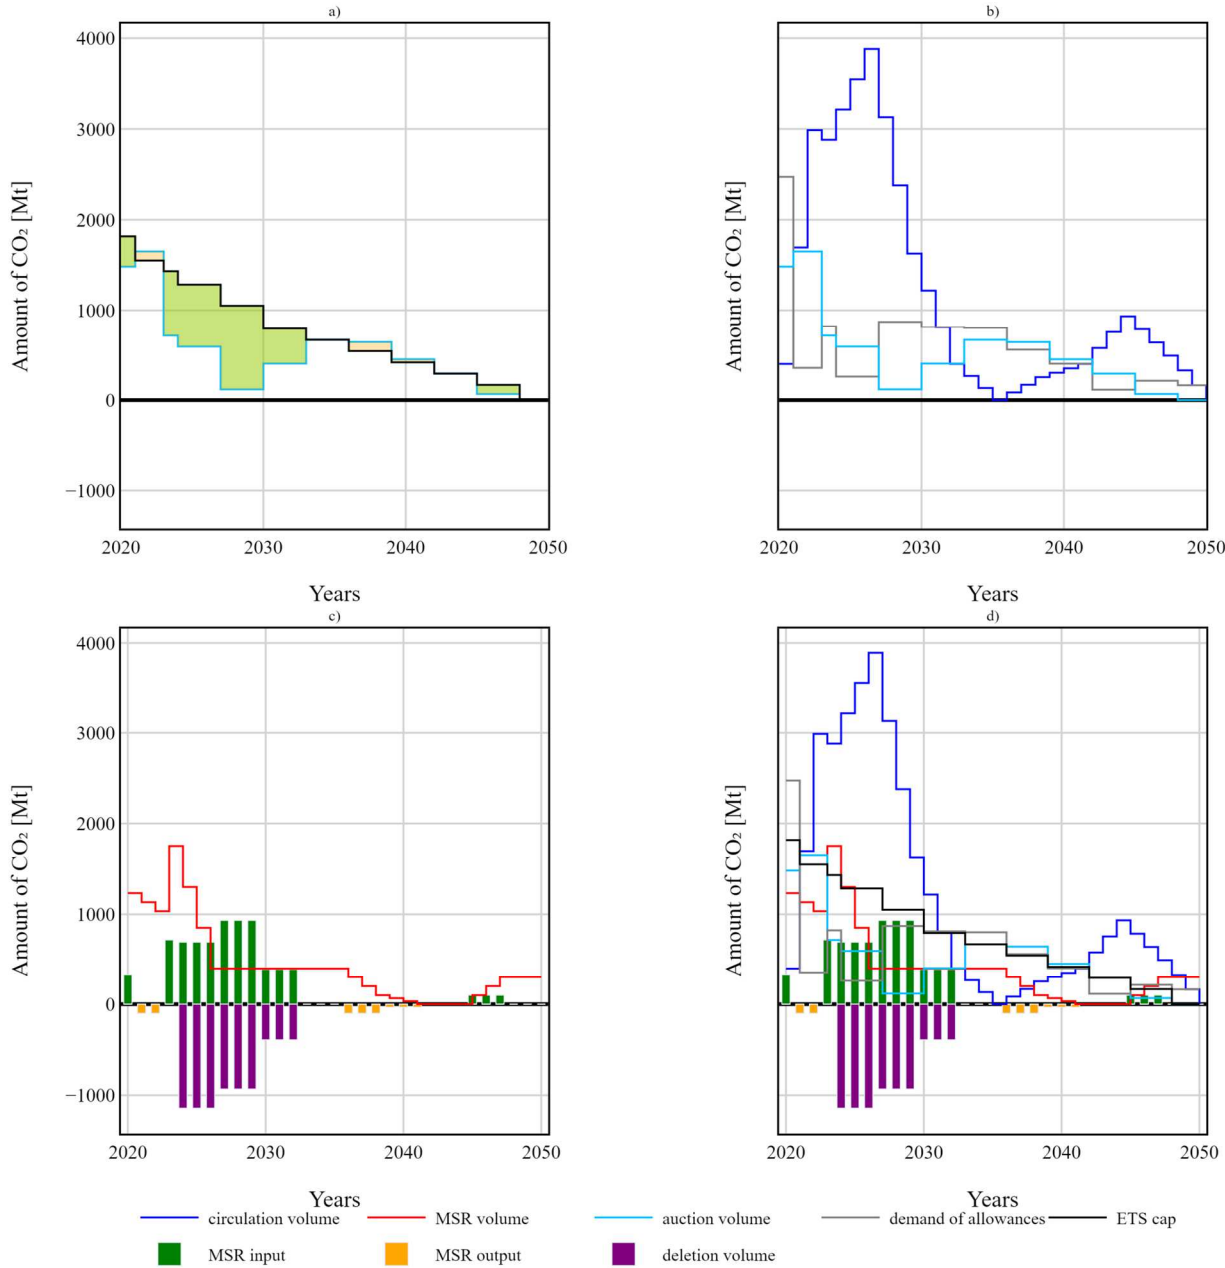 a)
b)
4000
3000
2000
1000
0
−1000
Amount of CO₂ [Mt]
Amount of CO₂ [Mt]
2020 2030 2040 2050
2020 2030 2040 2050
Years
Years
c)
d)
4000
3000
2000
1000
0
−1000
Amount of CO₂ [Mt]
Amount of CO₂ [Mt]
2020 2030 2040 2050
2020 2030 2040 2050
Years
Years
circulation volume MSR volume auction volume demand of allowances ETS cap
MSR input MSR output deletion volume